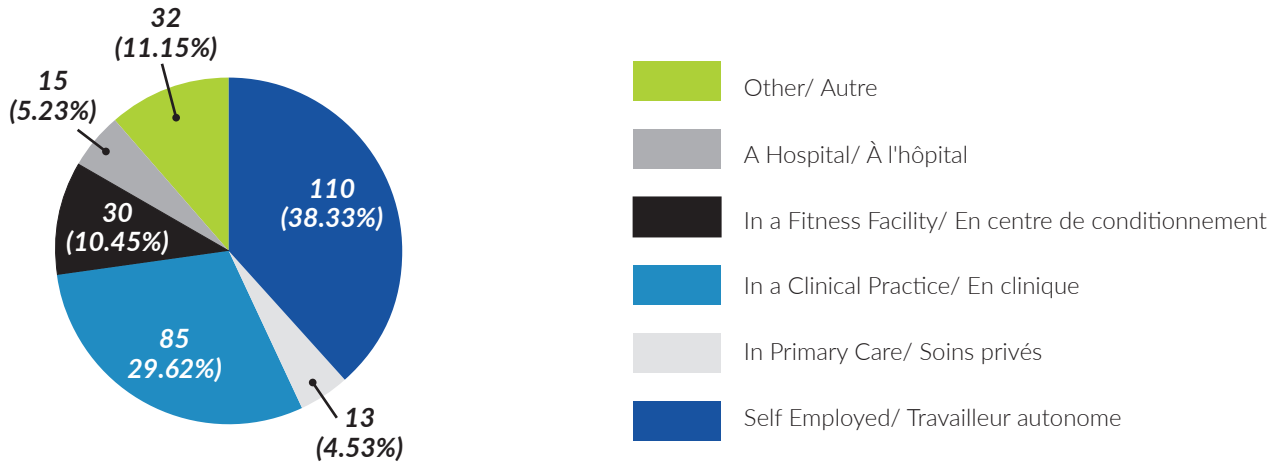 32
(11.15%)
15
(5.23%)
110
(38.33%)
30
(10.45%)
85
29.62%)
13
(4.53%)
Other/ Autre
A Hospital/ À l'hôpital
In a Fitness Facility/ En centre de conditionnement
In a Clinical Practice/ En clinique
In Primary Care/ Soins privés
Self Employed/ Travailleur autonome